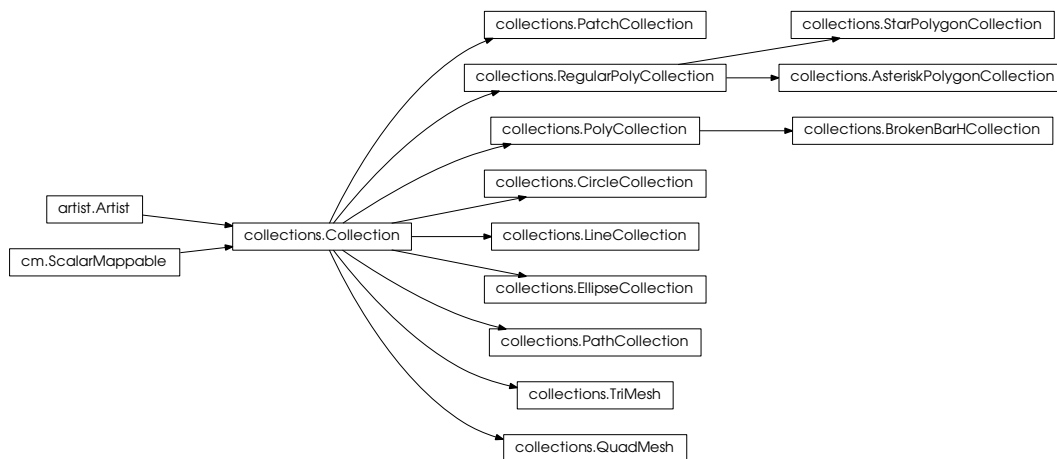 collections.PatchCollection
collections.StarPolygonCollection
collections.RegularPolyCollection
collections.AsteriskPolygonCollection
collections.PolyCollection
collections.BrokenBarHCollection
collections.CircleCollection
artist.Artist
collections.Collection
collections.LineCollection
cm.ScalarMappable
collections.EllipseCollection
collections.PathCollection
collections.TriMesh
collections.QuadMesh